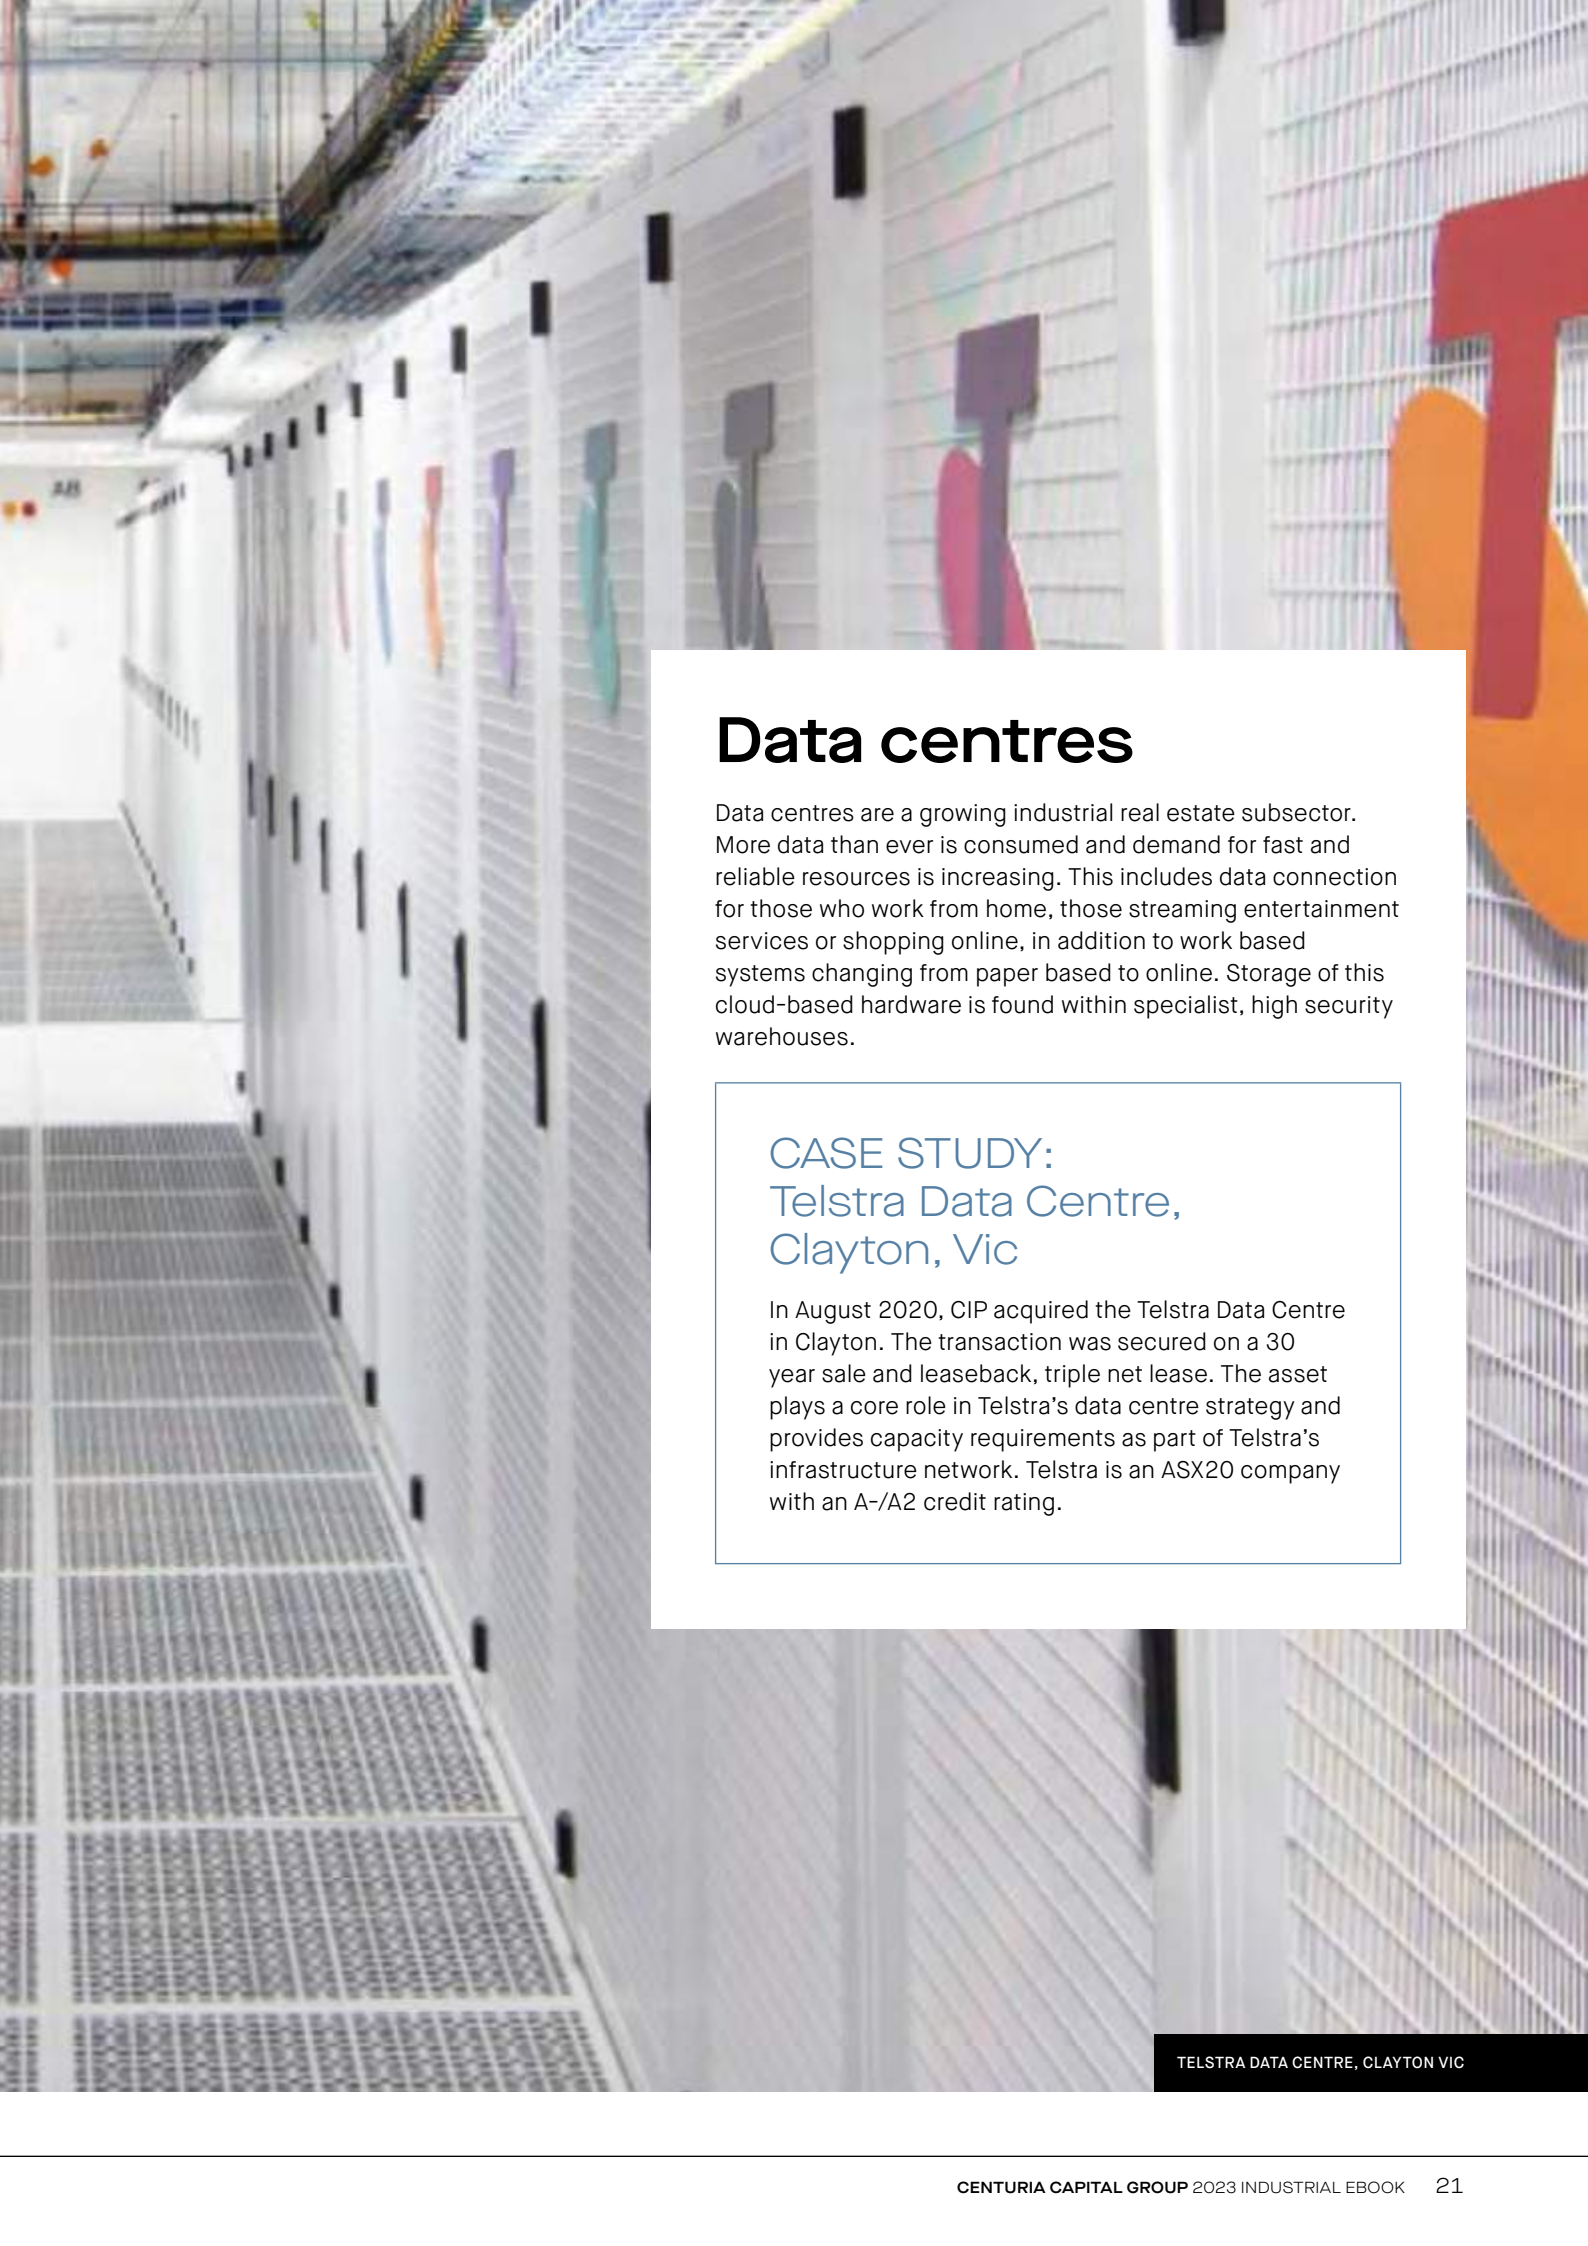 Data centres
Data centres are a growing industrial real estate subsector.
More data than ever is consumed and demand for fast and
reliable resources is increasing. This includes data connection
for those who work from home, those streaming entertainment
services or shopping online, in addition to work based
systems changing from paper based to online. Storage of this
cloud-based hardware is found within specialist, high security
warehouses.
CASE STUDY:
Telstra Data Centre,
Clayton, Vic
In August 2020, CIP acquired the Telstra Data Centre
in Clayton. The transaction was secured on a 30
year sale and leaseback, triple net lease. The asset
plays a core role in Telstra’s data centre strategy and
provides capacity requirements as part of Telstra’s
infrastructure network. Telstra is an ASX20 company
with an A-/A2 credit rating.
TELSTRA DATA CENTRE, CLAYTON VIC
CENTURIA CAPITAL GROUP 2023 INDUSTRIAL EBOOK 21